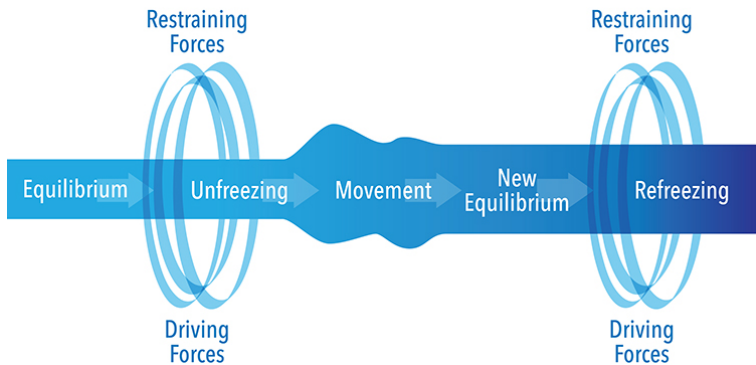 Restraining
Forces
Restraining
Forces
Equilibrium
Unfreezing
Movement
New
Equilibrium
Refreezing
Driving
Forces
Driving
Forces